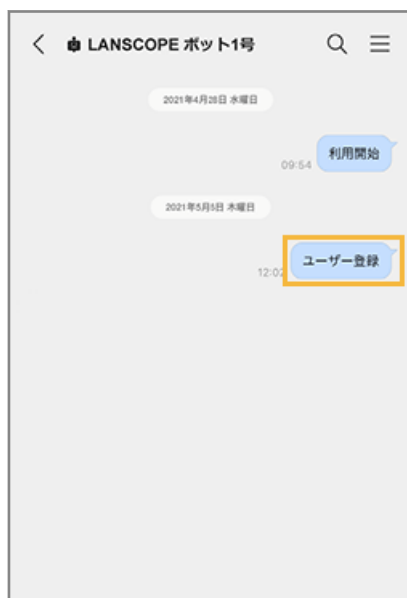 LANSCOPE ボット1号
2021年4月28日 水曜日
利用開始
09:54
2021年5月5日 木曜日
ユーザー登録
12:02